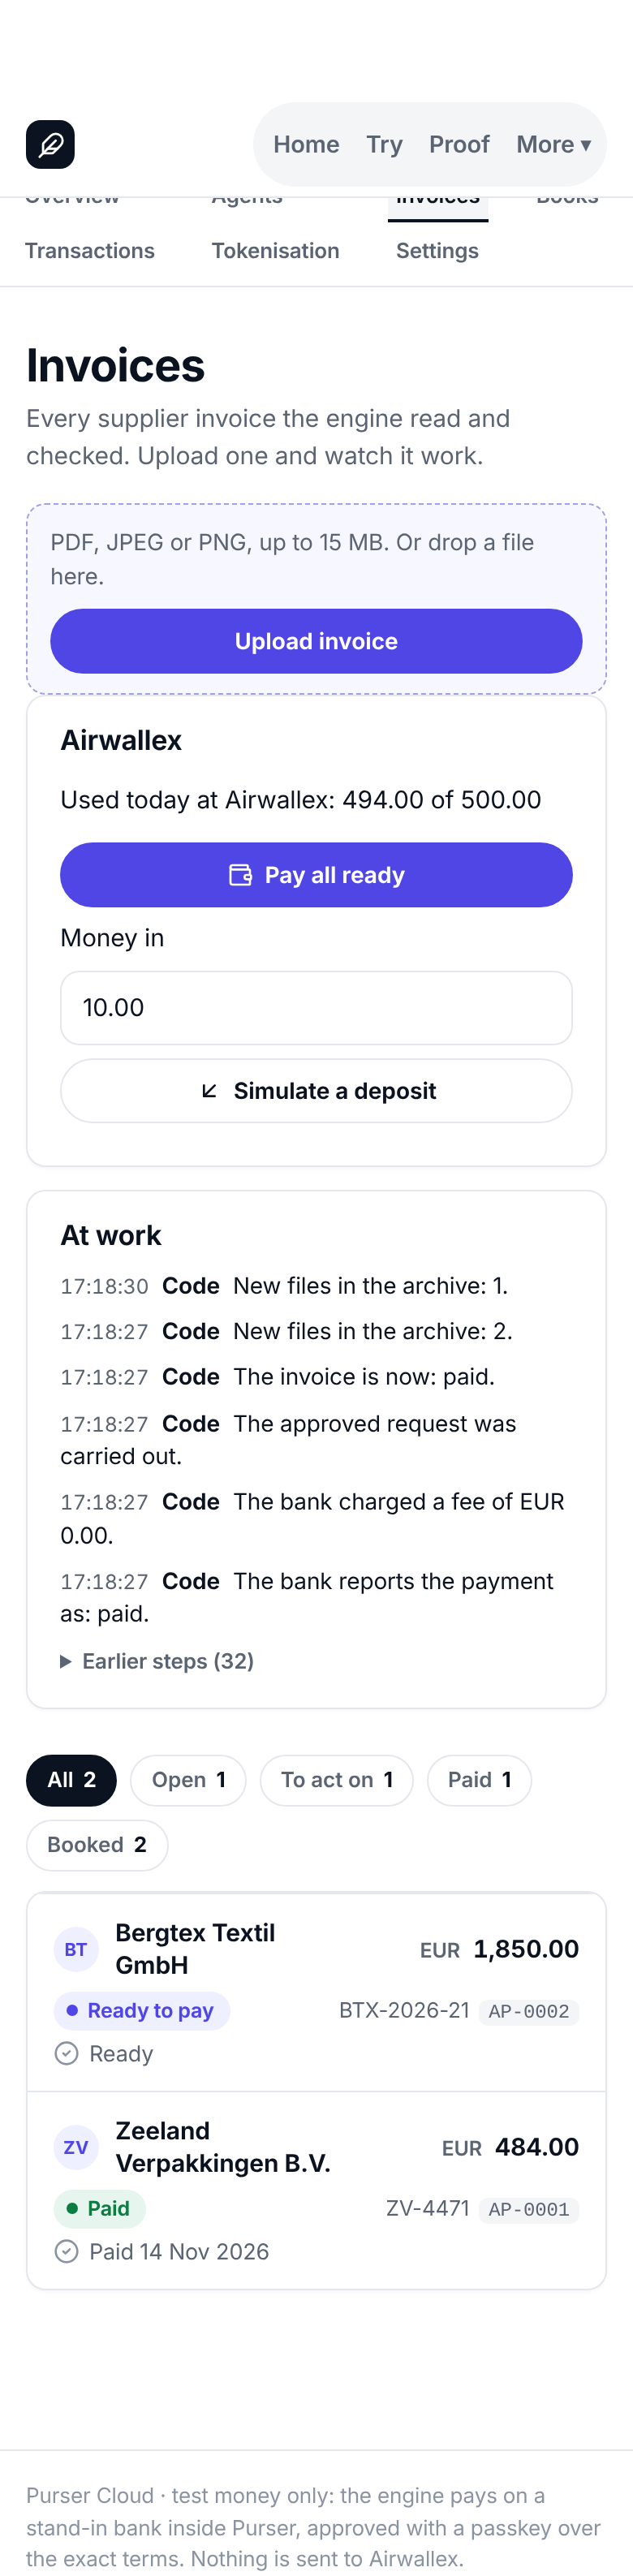 Home Try Proof More ▾
Overview Agents Invoices Books
Transactions Tokenisation Settings
Invoices
Every supplier invoice the engine read and
checked. Upload one and watch it work.
PDF, JPEG or PNG, up to 15 MB. Or drop a file
here.
Upload invoice
Airwallex
Used today at Airwallex: 494.00 of 500.00
Pay all ready
Money in
10.00
Simulate a deposit
At work
17:18:30 Code New files in the archive: 1.
17:18:27 Code New files in the archive: 2.
17:18:27 Code The invoice is now: paid.
17:18:27 Code The approved request was
carried out.
17:18:27 Code The bank charged a fee of EUR
0.00.
17:18:27 Code The bank reports the payment
as: paid.
▶ Earlier steps (32)
All 2 Open 1 To act on 1 Paid 1
Booked 2
BT Bergtex Textil
GmbH EUR 1,850.00
Ready to pay BTX-2026-21 AP-0002
Ready
ZV Zeeland
Verpakkingen B.V. EUR 484.00
Paid ZV-4471 AP-0001
Paid 14 Nov 2026
Purser Cloud · test money only: the engine pays on a
stand-in bank inside Purser, approved with a passkey over
the exact terms. Nothing is sent to Airwallex.